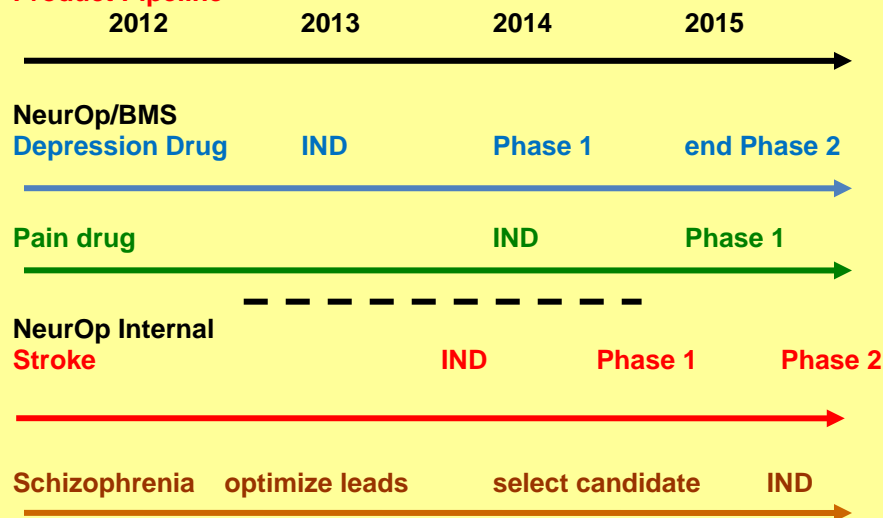 2012 2013 2014 2015
NeurOp/BMS
Depression Drug IND Phase 1 end Phase 2
Pain drug IND Phase 1
NeurOp Internal
Stroke IND Phase 1 Phase 2
Schizophrenia optimize leads select candidate IND